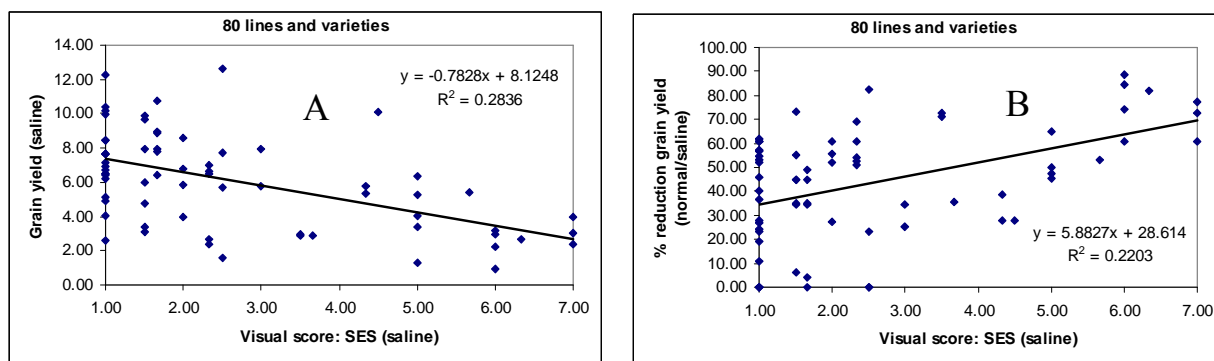 80 lines and varieties
14.00
12.00
10.00
8.00
6.00
4.00
2.00
0.00
Grain yield (saline)
A
y = -0.7828x + 8.1248
R² = 0.2836
1.00 2.00 3.00 4.00 5.00 6.00 7.00
Visual score: SES (saline)
80 lines and varieties
100.00
90.00
80.00
70.00
60.00
50.00
40.00
30.00
20.00
10.00
0.00
% reduction grain yield
(normal/saline)
B
y = 5.8827x + 28.614
R² = 0.2203
1.00 2.00 3.00 4.00 5.00 6.00 7.00
Visual score: SES (saline)